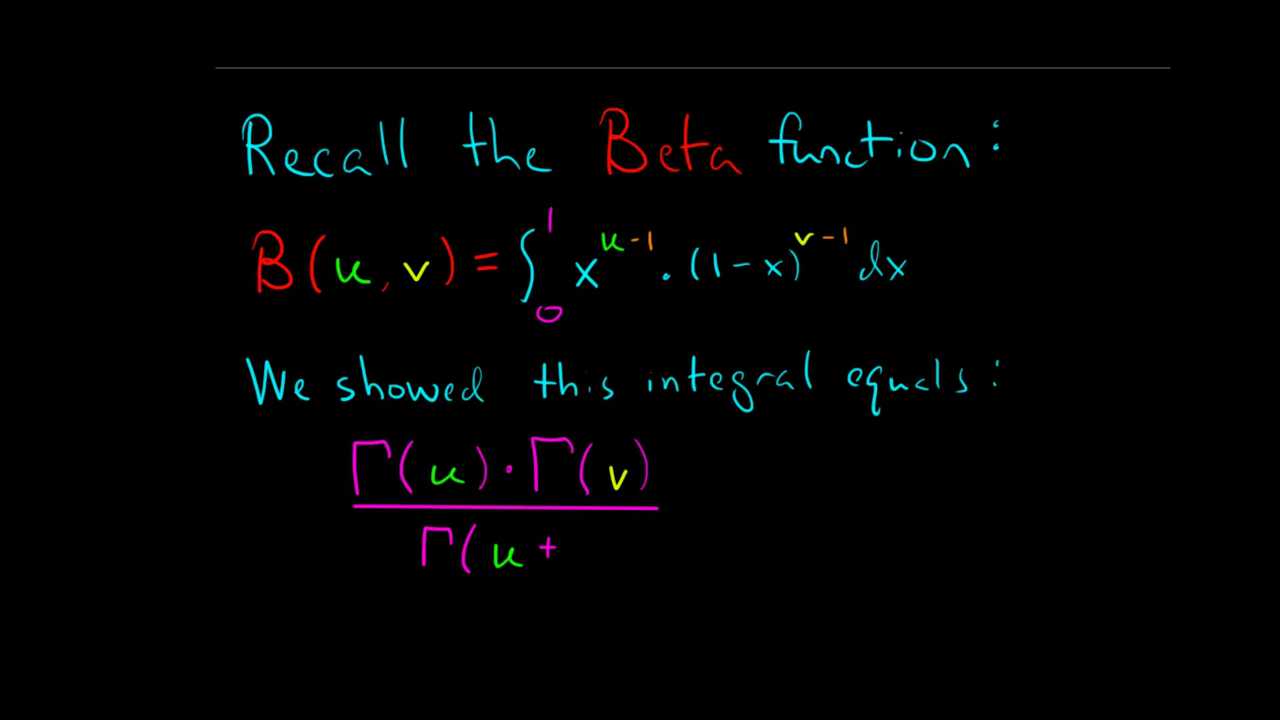 Recall the Beta function:
B(u,v) = ∫₀¹ x^(u-1) · (1-x)^(v-1) dx
We showed this integral equals:
Γ(u) · Γ(v)
Γ(u +